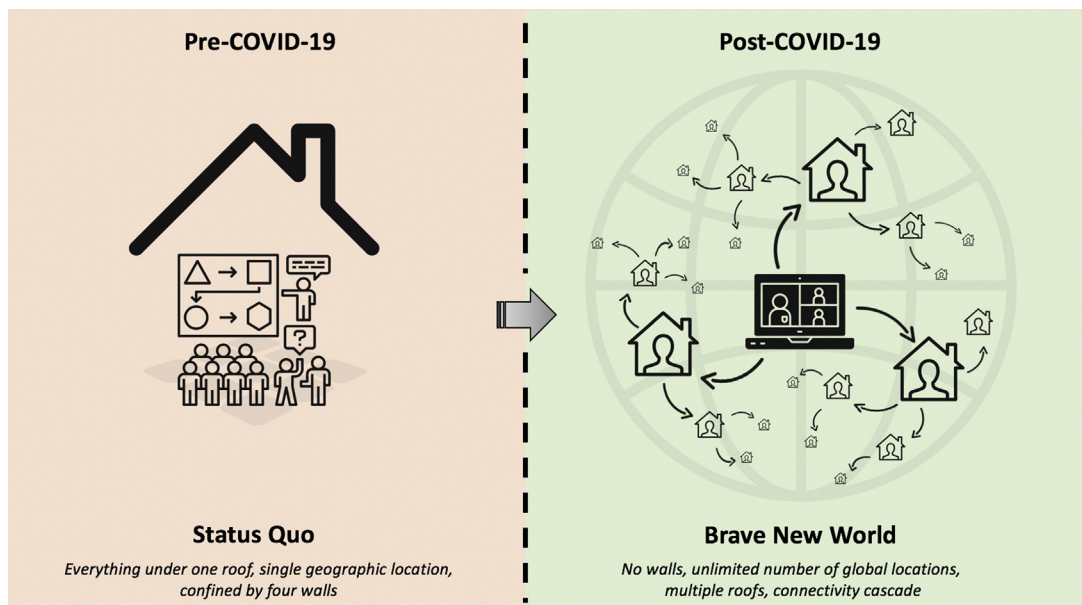 Pre-COVID-19
?
Status Quo
Everything under one roof, single geographic location,
confined by four walls
Post-COVID-19
Brave New World
No walls, unlimited number of global locations,
multiple roofs, connectivity cascade